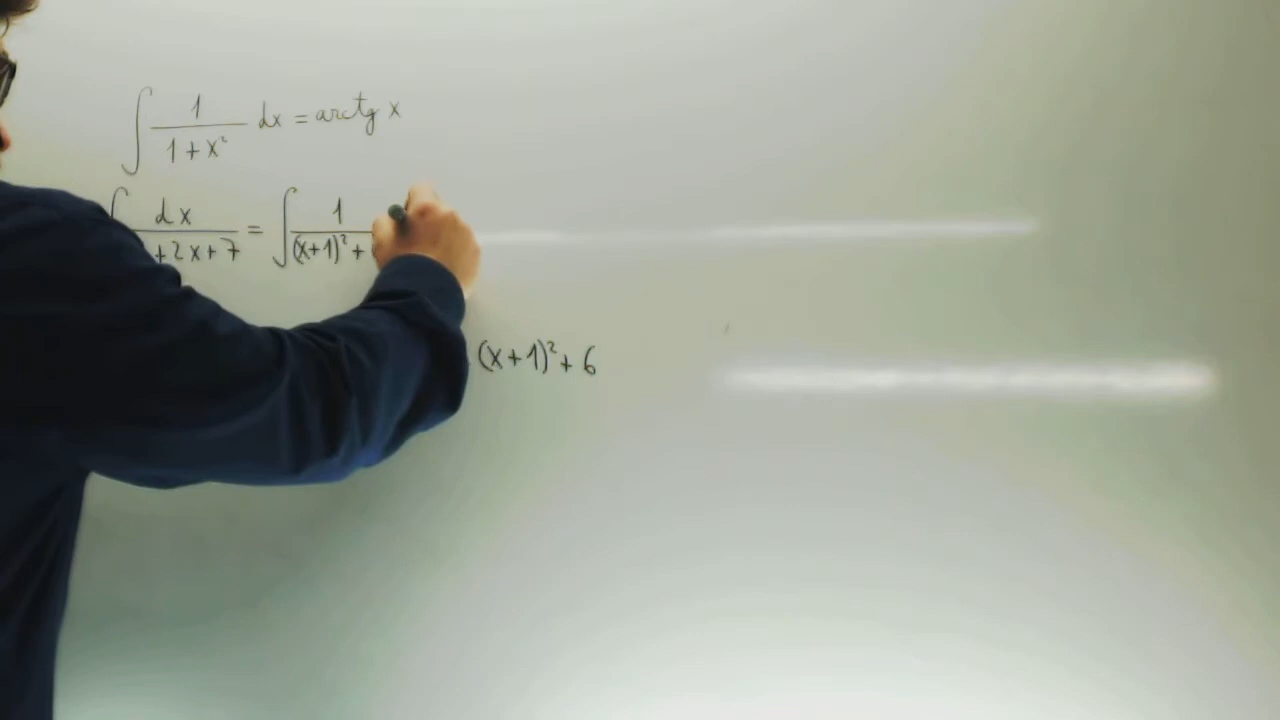 ∫ 1/(1+x²) dx = arctg x
∫ dx/(+2x+7) = ∫ 1/((x+1)²+
(x+1)²+6